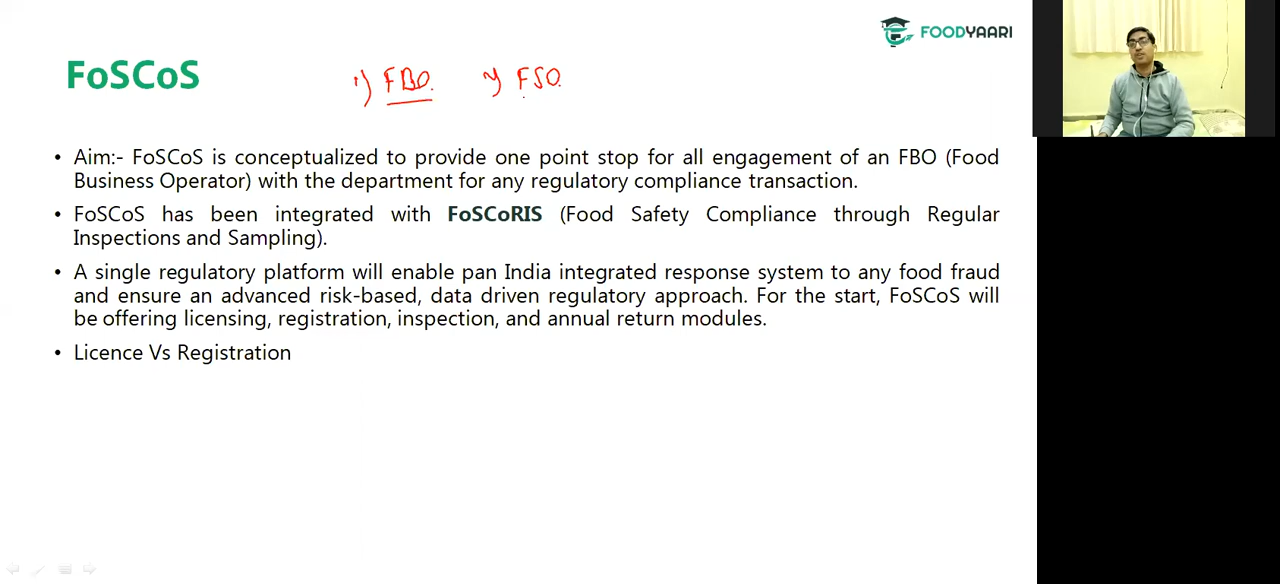 FOODYAARI
FoSCoS
1) FBO. 2) FSO.
• Aim:- FoSCoS is conceptualized to provide one point stop for all engagement of an FBO (Food
Business Operator) with the department for any regulatory compliance transaction.
• FoSCoS has been integrated with FoSCoRIS (Food Safety Compliance through Regular
Inspections and Sampling).
• A single regulatory platform will enable pan India integrated response system to any food fraud
and ensure an advanced risk-based, data driven regulatory approach. For the start, FoSCoS will
be offering licensing, registration, inspection, and annual return modules.
• Licence Vs Registration